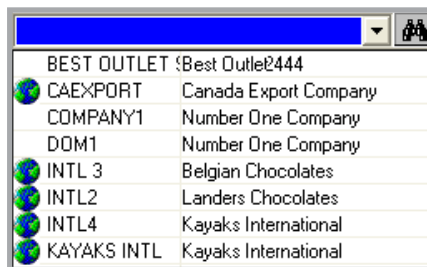 BEST OUTLET S Best Outlet2444
CAEXPORT Canada Export Company
COMPANY1 Number One Company
DOM1 Number One Company
INTL 3 Belgian Chocolates
INTL2 Landers Chocolates
INTL4 Kayaks International
KAYAKS INTL Kayaks International